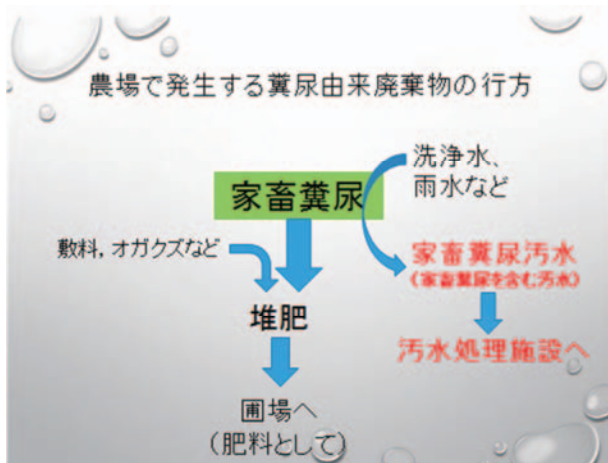 農場で発生する糞尿由来廃棄物の行方
洗浄水、
雨水など
家畜糞尿
敷料，オガクズなど
家畜糞尿汚水
（家畜糞尿を含む汚水）
堆肥
汚水処理施設へ
圃場へ
（肥料として）